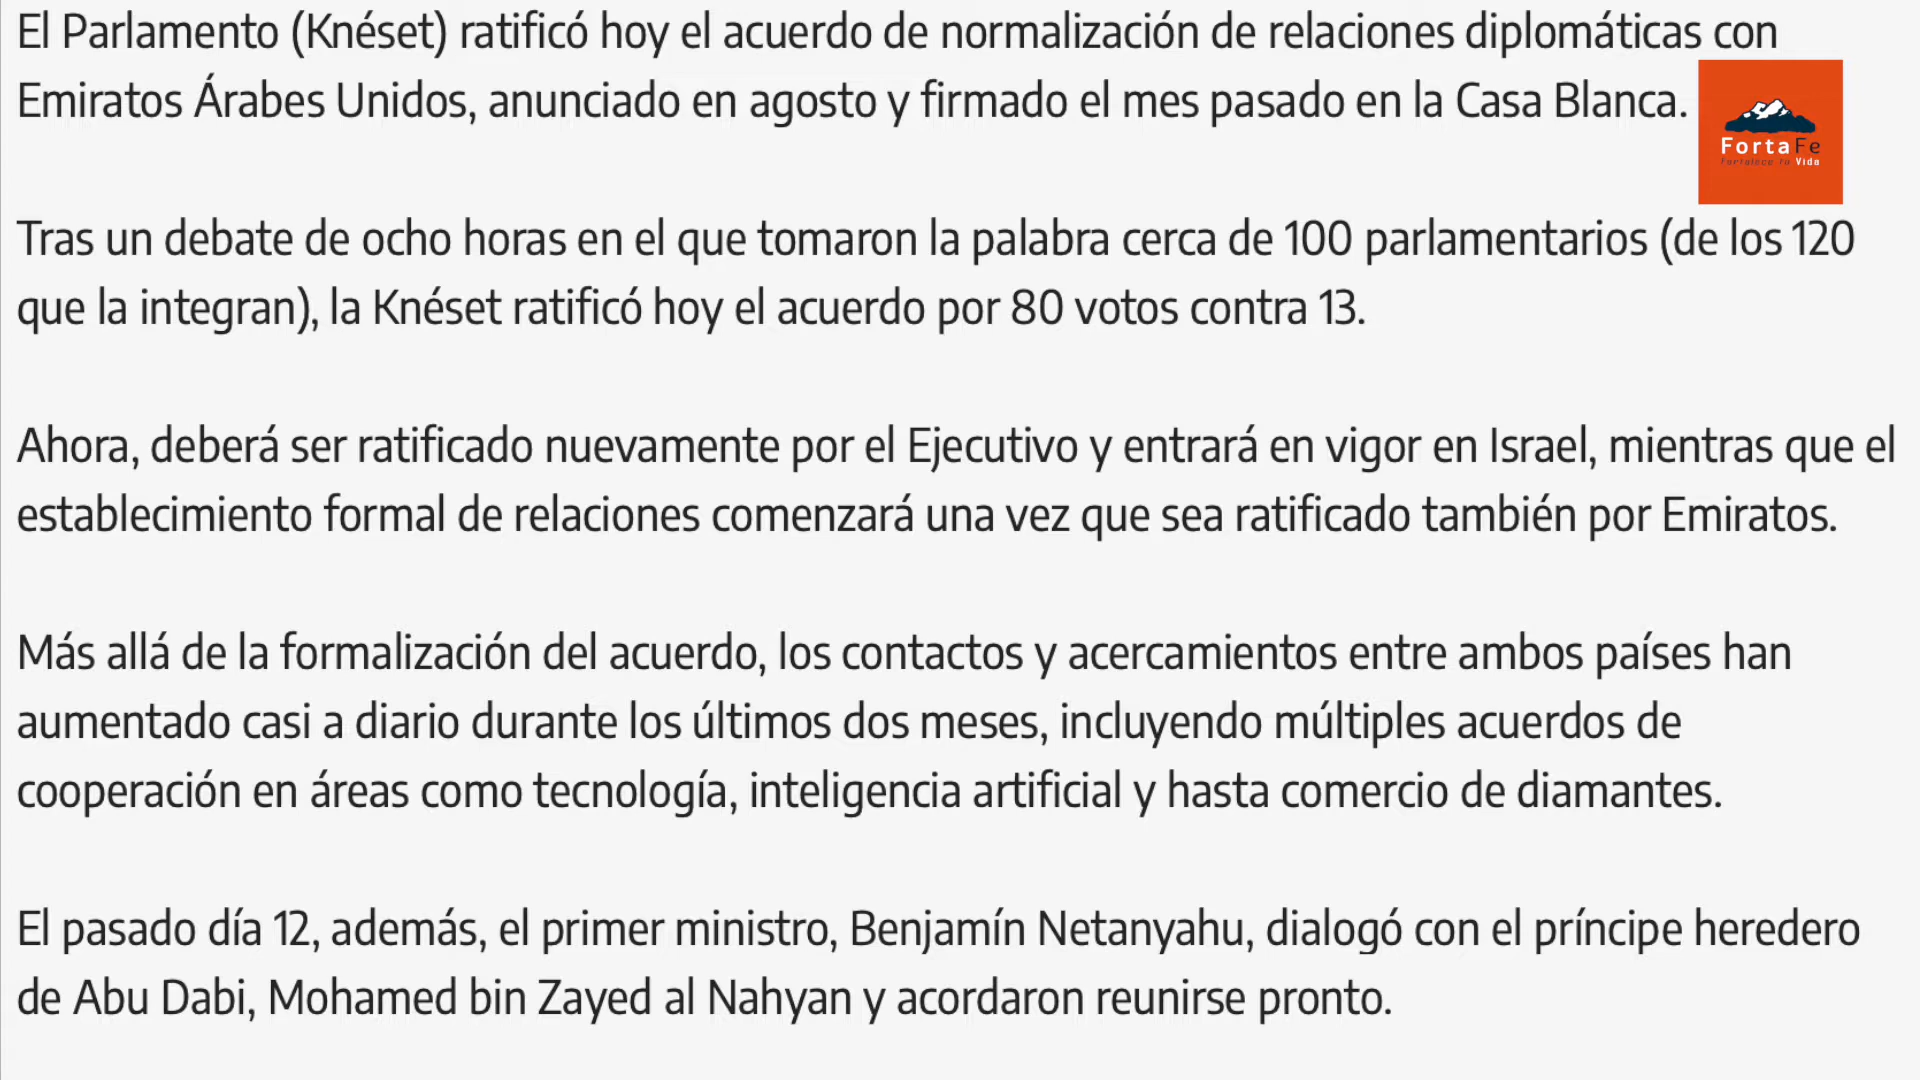 El Parlamento (Knéset) ratificó hoy el acuerdo de normalización de relaciones diplomáticas con
Emiratos Árabes Unidos, anunciado en agosto y firmado el mes pasado en la Casa Blanca.
FortaFe
Fortalece tu Vida
Tras un debate de ocho horas en el que tomaron la palabra cerca de 100 parlamentarios (de los 120
que la integran), la Knéset ratificó hoy el acuerdo por 80 votos contra 13.
Ahora, deberá ser ratificado nuevamente por el Ejecutivo y entrará en vigor en Israel, mientras que el
establecimiento formal de relaciones comenzará una vez que sea ratificado también por Emiratos.
Más allá de la formalización del acuerdo, los contactos y acercamientos entre ambos países han
aumentado casi a diario durante los últimos dos meses, incluyendo múltiples acuerdos de
cooperación en áreas como tecnología, inteligencia artificial y hasta comercio de diamantes.
El pasado día 12, además, el primer ministro, Benjamín Netanyahu, dialogó con el príncipe heredero
de Abu Dabi, Mohamed bin Zayed al Nahyan y acordaron reunirse pronto.